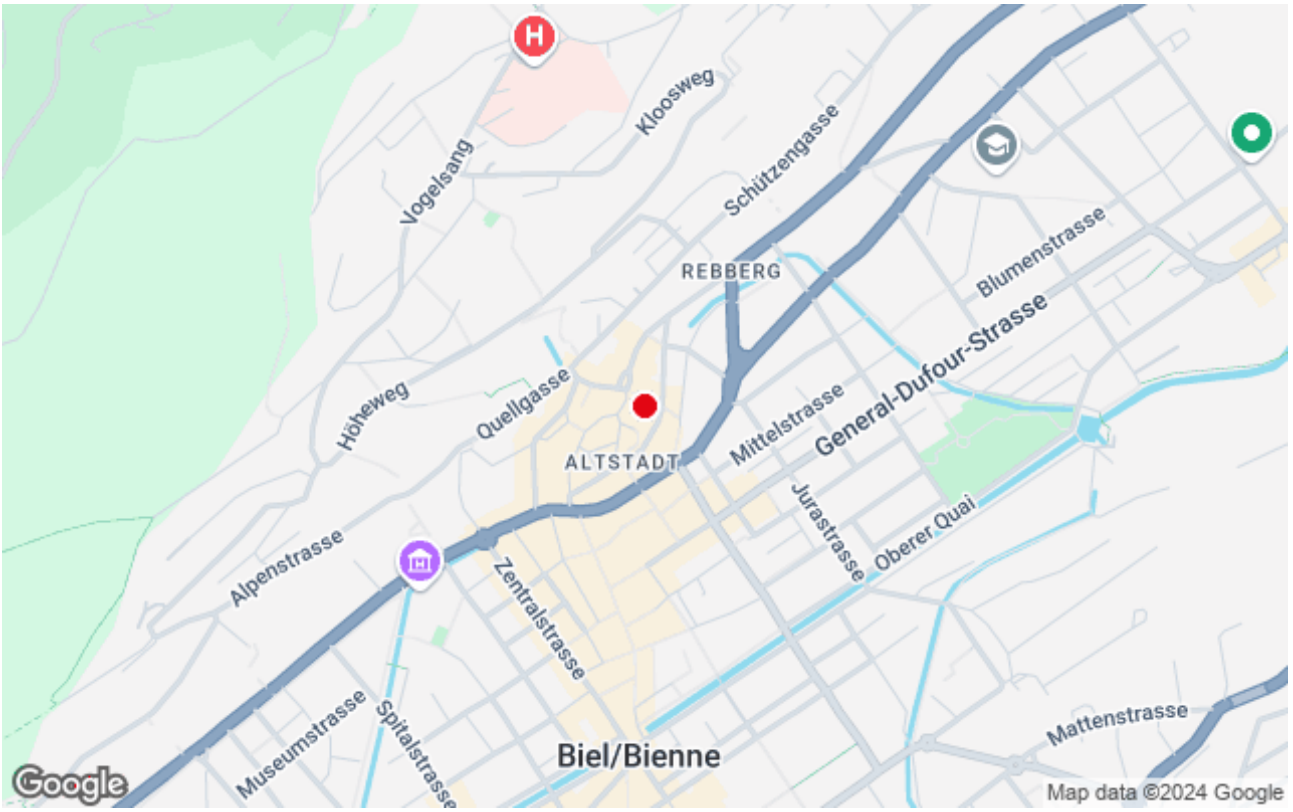 H
Kloosweg
Vogelsang
Schützengasse
REBBERG
Blumenstrasse
General-Dufour-Strasse
Höheweg
Quellgasse
Mittelstrasse
ALTSTADT
Jurastrasse
Oberer Quai
Alpenstrasse
H
Zentralstrasse
Museumstrasse
Spitalstrasse
Mattenstrasse
Biel/Bienne
Google
Map data ©2024 Google